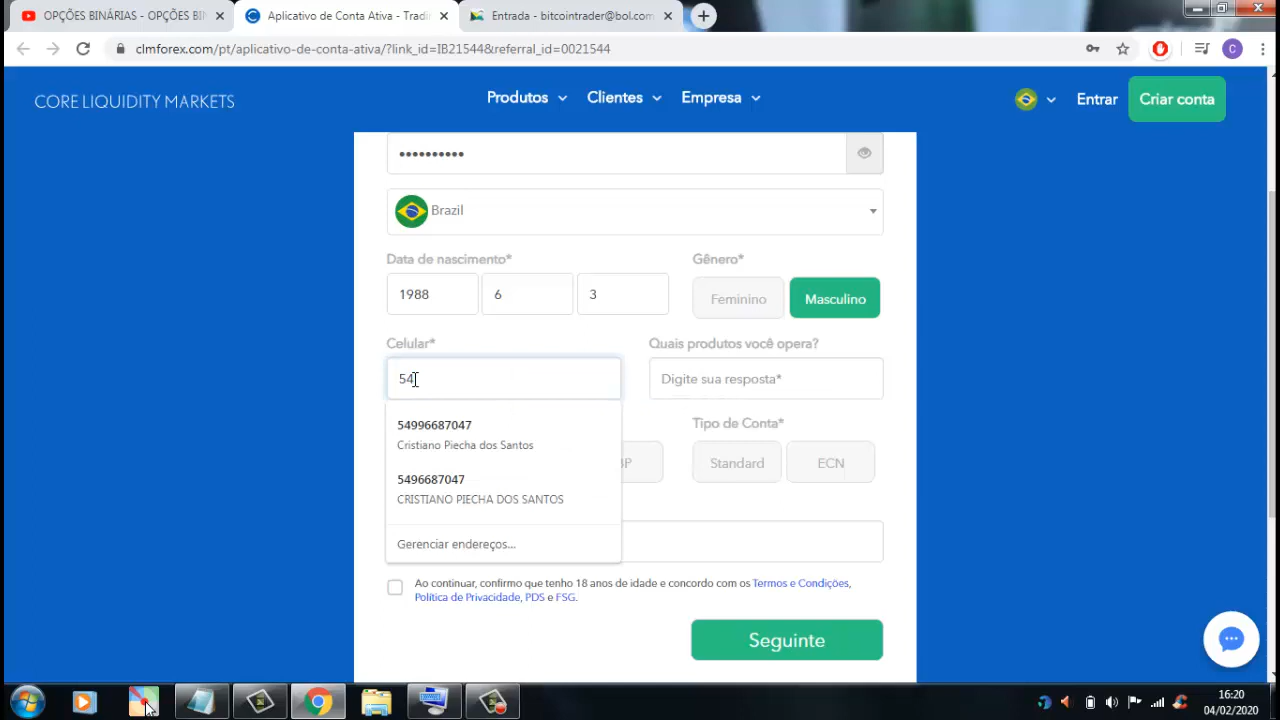 OPÇÕES BINÁRIAS - OPÇÕES BIN
Aplicativo de Conta Ativa - Tradin
Entrada - bitcointrader@bol.com.
clmforex.com/pt/aplicativo-de-conta-ativa/?link_id=IB21544&referral_id=0021544
C
CORE LIQUIDITY MARKETS
Produtos
Clientes
Empresa
Entrar
Criar conta
••••••••••
Brazil
Data de nascimento*
Gênero*
1988
6
3
Feminino
Masculino
Celular*
Quais produtos você opera?
54
Digite sua resposta*
54996687047
Cristiano Piecha dos Santos
Tipo de Conta*
BP
Standard
ECN
5496687047
CRISTIANO PIECHA DOS SANTOS
Gerenciar endereços...
Ao continuar, confirmo que tenho 18 anos de idade e concordo com os Termos e Condições,
Política de Privacidade, PDS e FSG.
Seguinte
16:20
04/02/2020